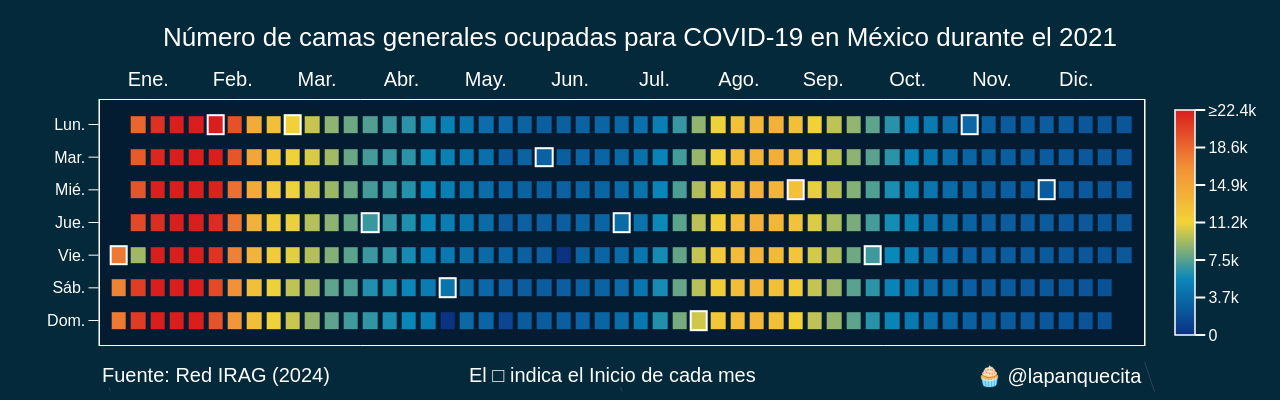 Número de camas generales ocupadas para COVID-19 en México durante el 2021
Ene. Feb. Mar. Abr. May. Jun. Jul. Ago. Sep. Oct. Nov. Dic.
Lun.
Mar.
Mié.
Jue.
Vie.
Sáb.
Dom.
≥22.4k
18.6k
14.9k
11.2k
7.5k
3.7k
0
Fuente: Red IRAG (2024)
El □ indica el Inicio de cada mes
🧁 @lapanquecita